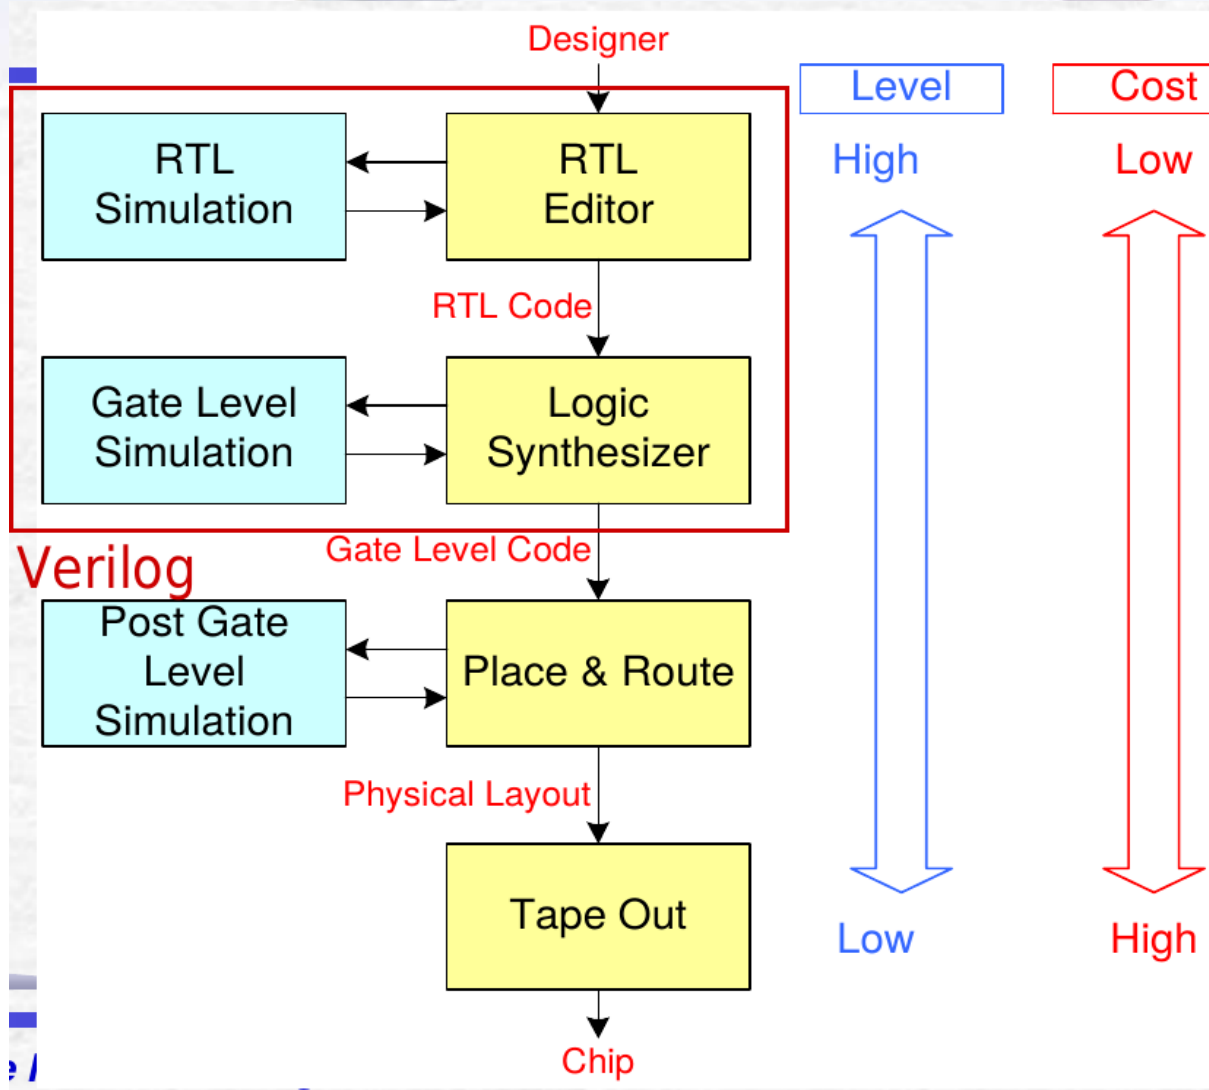 Designer
Level
Cost
RTL
Simulation
RTL
Editor
High
Low
RTL Code
Gate Level
Simulation
Logic
Synthesizer
Gate Level Code
Verilog
Post Gate
Level
Simulation
Place & Route
Physical Layout
Tape Out
Low
High
Chip